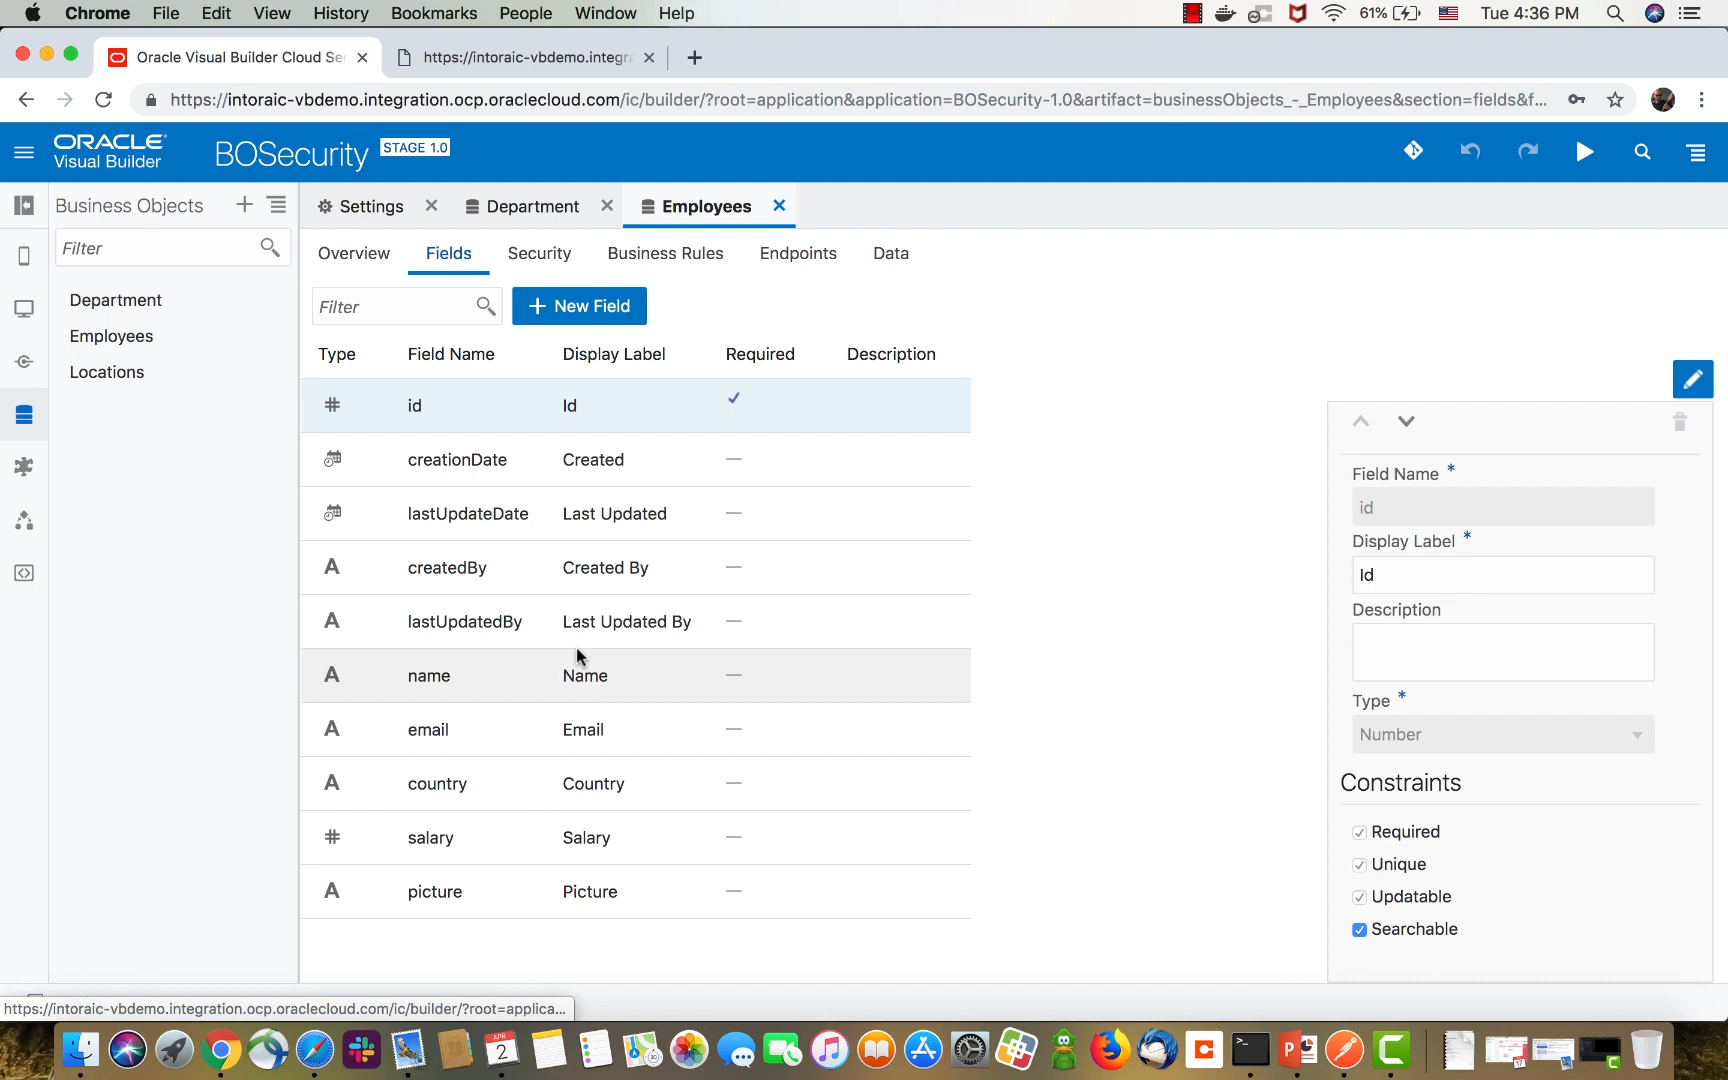 Chrome File Edit View History Bookmarks People Window Help 61% Tue 4:36 PM
Oracle Visual Builder Cloud Ser https://intoraic-vbdemo.integra
https://intoraic-vbdemo.integration.ocp.oraclecloud.com/ic/builder/?root=application&application=BOSecurity-1.0&artifact=businessObjects_-_Employees&section=fields&f...
ORACLE
Visual Builder
BOSecurity STAGE 1.0
Business Objects
Settings Department Employees
Filter
Overview Fields Security Business Rules Endpoints Data
Department
Employees
Locations
Filter
New Field
Type Field Name Display Label Required Description
# id Id
creationDate Created —
lastUpdateDate Last Updated —
A createdBy Created By —
A lastUpdatedBy Last Updated By —
A name Name —
A email Email —
A country Country —
# salary Salary —
A picture Picture —
Field Name *
id
Display Label *
Id
Description
Type *
Number
Constraints
Required
Unique
Updatable
Searchable
https://intoraic-vbdemo.integration.ocp.oraclecloud.com/ic/builder/?root=applica...
APR
2